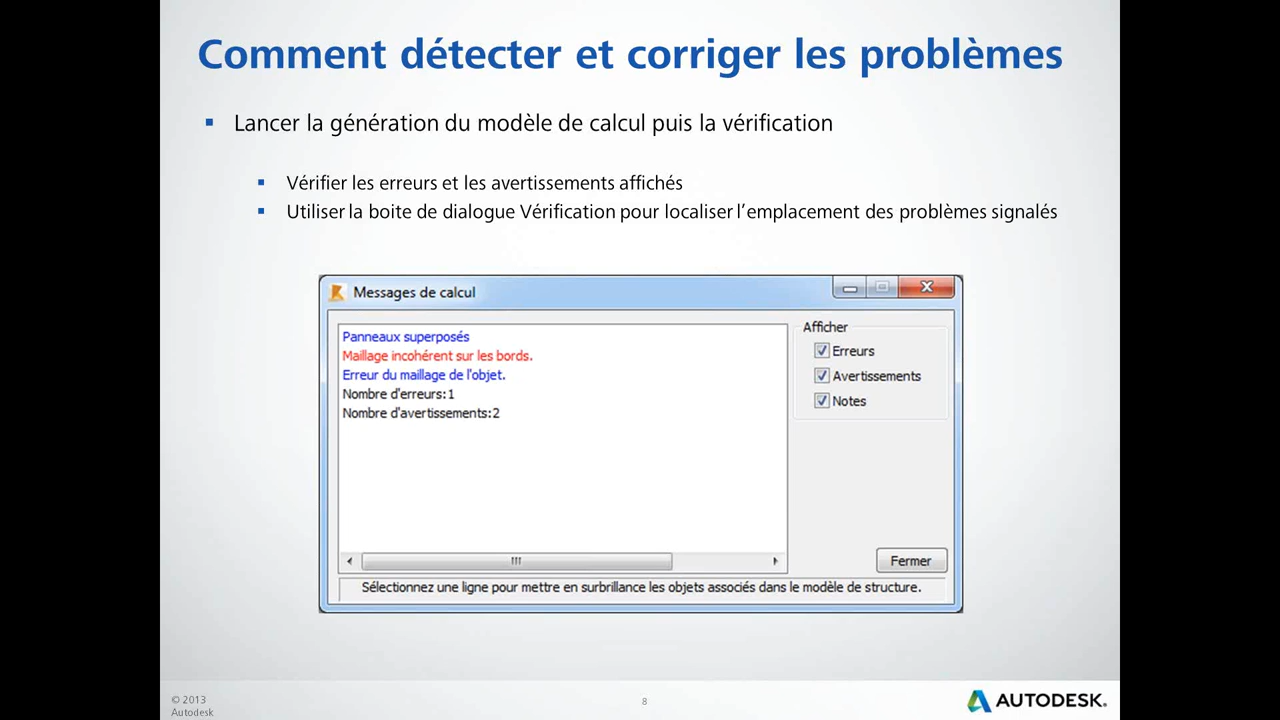 Comment détecter et corriger les problèmes
Lancer la génération du modèle de calcul puis la vérification
Vérifier les erreurs et les avertissements affichés
Utiliser la boite de dialogue Vérification pour localiser l’emplacement des problèmes signalés
Messages de calcul
Panneaux superposés
Maillage incohérent sur les bords.
Erreur du maillage de l'objet.
Nombre d'erreurs:1
Nombre d'avertissements:2
Afficher
Erreurs
Avertissements
Notes
Fermer
Sélectionnez une ligne pour mettre en surbrillance les objets associés dans le modèle de structure.
© 2013
Autodesk
8
AUTODESK.